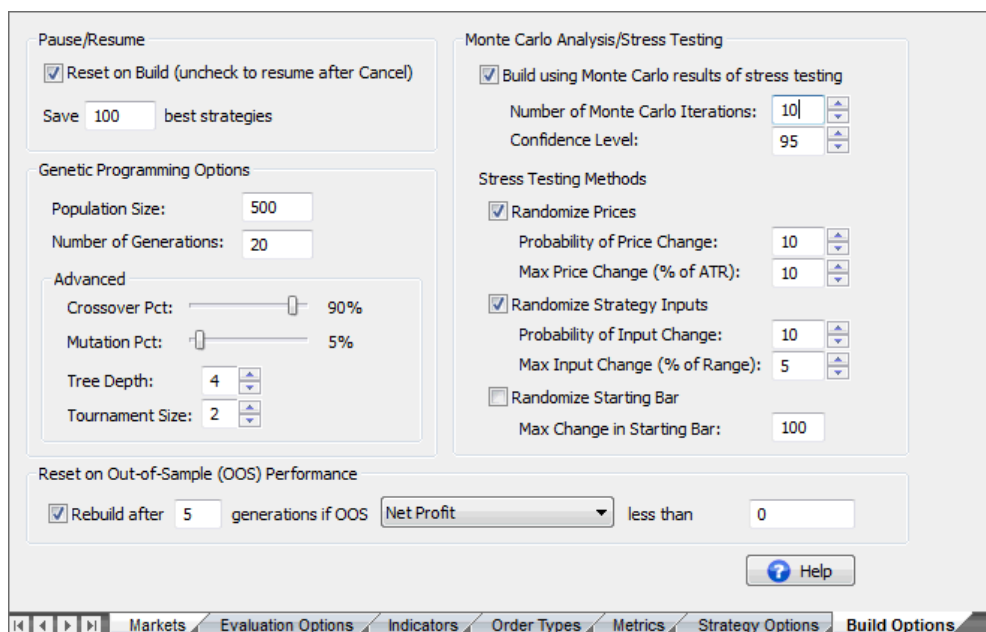 Pause/Resume
Reset on Build (uncheck to resume after Cancel)
Save 100 best strategies
Genetic Programming Options
Population Size: 500
Number of Generations: 20
Advanced
Crossover Pct: 90%
Mutation Pct: 5%
Tree Depth: 4
Tournament Size: 2
Monte Carlo Analysis/Stress Testing
Build using Monte Carlo results of stress testing
Number of Monte Carlo Iterations: 10
Confidence Level: 95
Stress Testing Methods
Randomize Prices
Probability of Price Change: 10
Max Price Change (% of ATR): 10
Randomize Strategy Inputs
Probability of Input Change: 10
Max Input Change (% of Range): 5
Randomize Starting Bar
Max Change in Starting Bar: 100
Reset on Out-of-Sample (OOS) Performance
Rebuild after 5 generations if OOS Net Profit less than 0
? Help
Markets Evaluation Options Indicators Order Types Metrics Strategy Options Build Options